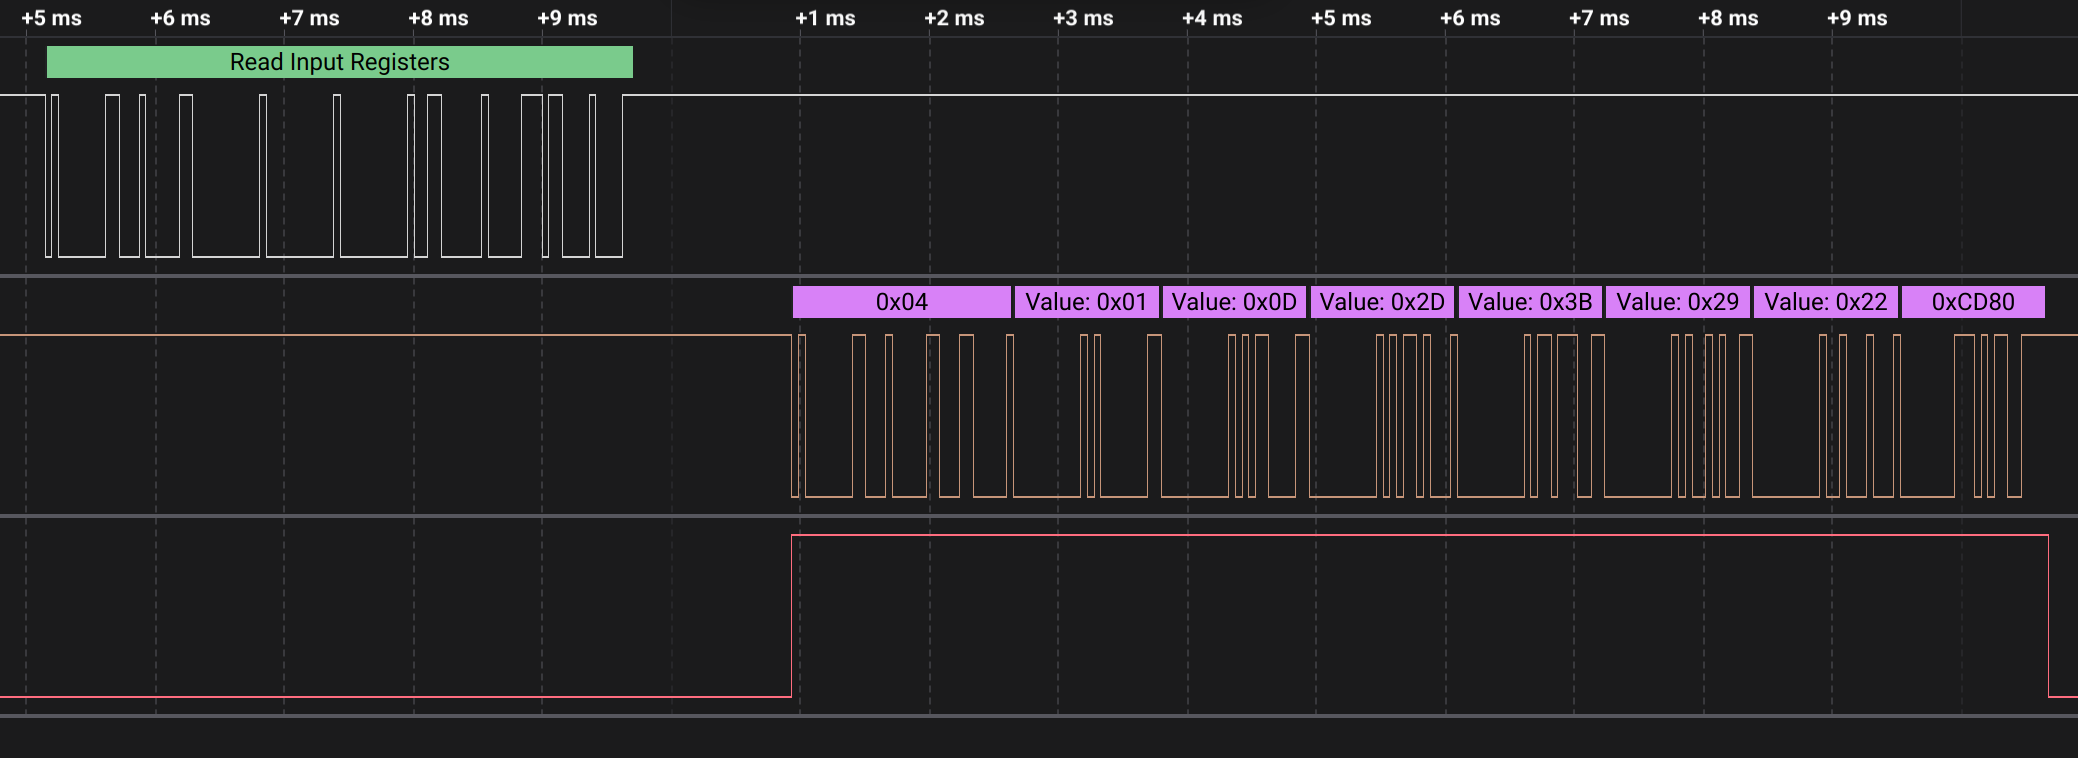 +5 ms +6 ms +7 ms +8 ms +9 ms +1 ms +2 ms +3 ms +4 ms +5 ms +6 ms +7 ms +8 ms +9 ms
Read Input Registers
0x04 Value: 0x01 Value: 0x0D Value: 0x2D Value: 0x3B Value: 0x29 Value: 0x22 0xCD80